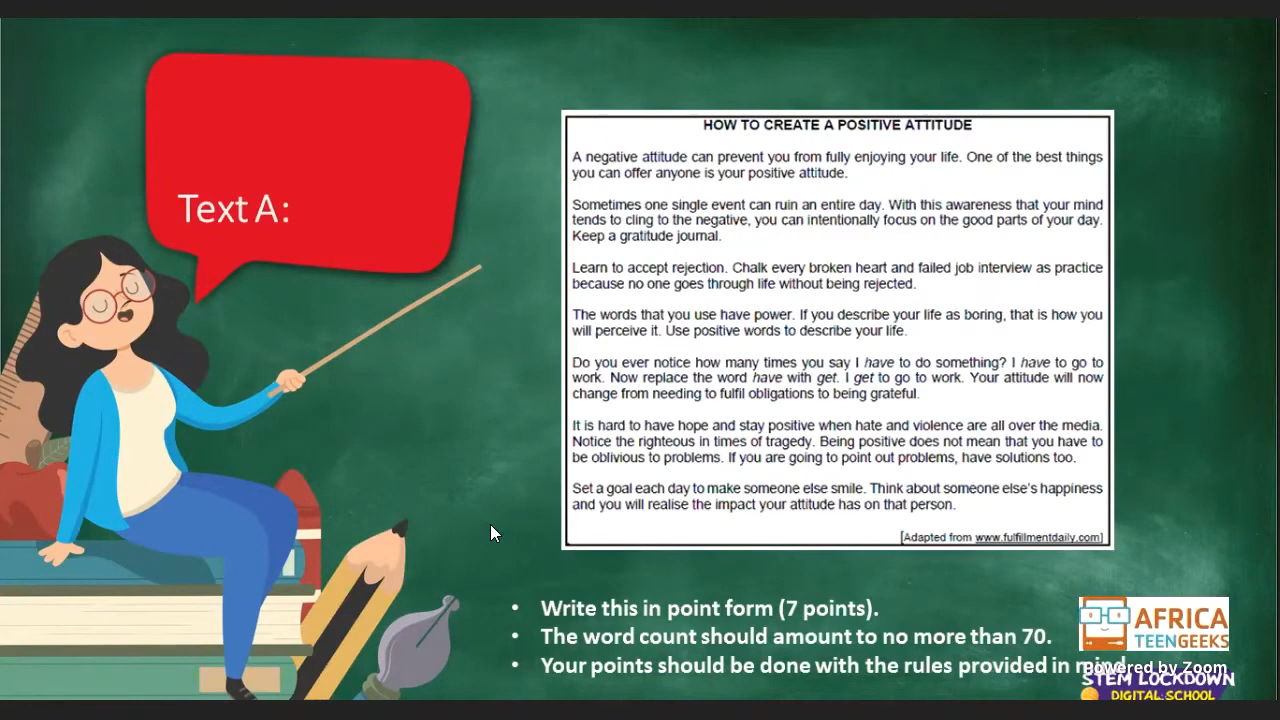 Text A:
HOW TO CREATE A POSITIVE ATTITUDE
A negative attitude can prevent you from fully enjoying your life. One of the best things
you can offer anyone is your positive attitude.
Sometimes one single event can ruin an entire day. With this awareness that your mind
tends to cling to the negative, you can intentionally focus on the good parts of your day.
Keep a gratitude journal.
Learn to accept rejection. Chalk every broken heart and failed job interview as practice
because no one goes through life without being rejected.
The words that you use have power. If you describe your life as boring, that is how you
will perceive it. Use positive words to describe your life.
Do you ever notice how many times you say I have to do something? I have to go to
work. Now replace the word have with get. I get to go to work. Your attitude will now
change from needing to fulfil obligations to being grateful.
It is hard to have hope and stay positive when hate and violence are all over the media.
Notice the righteous in times of tragedy. Being positive does not mean that you have to
be oblivious to problems. If you are going to point out problems, have solutions too.
Set a goal each day to make someone else smile. Think about someone else's happiness
and you will realise the impact your attitude has on that person.
[Adapted from www.fulfillmentdaily.com]
• Write this in point form (7 points).
• The word count should amount to no more than 70.
• Your points should be done with the rules provided in
AFRICA
TEENGEEKS
Powered by Zoom
STEM LOCKDOWN
DIGITAL SCHOOL